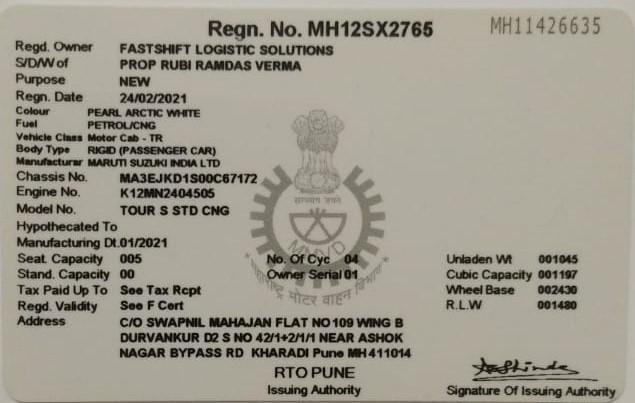 Regn. No. MH12SX2765 MH11426635
Regd. Owner FASTSHIFT LOGISTIC SOLUTIONS
S/D/W of PROP RUBI RAMDAS VERMA
Purpose NEW
Regn. Date 24/02/2021
Colour PEARL ARCTIC WHITE
Fuel PETROL/CNG
Vehicle Class Motor Cab - TR
Body Type RIGID (PASSENGER CAR)
Manufacturar MARUTI SUZUKI INDIA LTD
Chassis No. MA3EJKD1S00C67172
Engine No. K12MN2404505
Model No. TOUR S STD CNG
सत्यमेव जयते
Hypothecated To
MMVD
Manufacturing Dt.01/2021
Seat. Capacity 005 No. Of Cyc 04 Unladen Wt 001045
Stand. Capacity 00 Owner Serial 01 Cubic Capacity 001197
Tax Paid Up To See Tax Rcpt Wheel Base 002430
महाराष्ट्र मोटर वाहन विभाग
Regd. Validity See F Cert R.L.W 001480
Address C/O SWAPNIL MAHAJAN FLAT NO 109 WING B
DURVANKUR D2 S NO 42/1+2/1/1 NEAR ASHOK
NAGAR BYPASS RD KHARADI Pune MH 411014
RTO PUNE
Issuing Authority Signature Of Issuing Authority